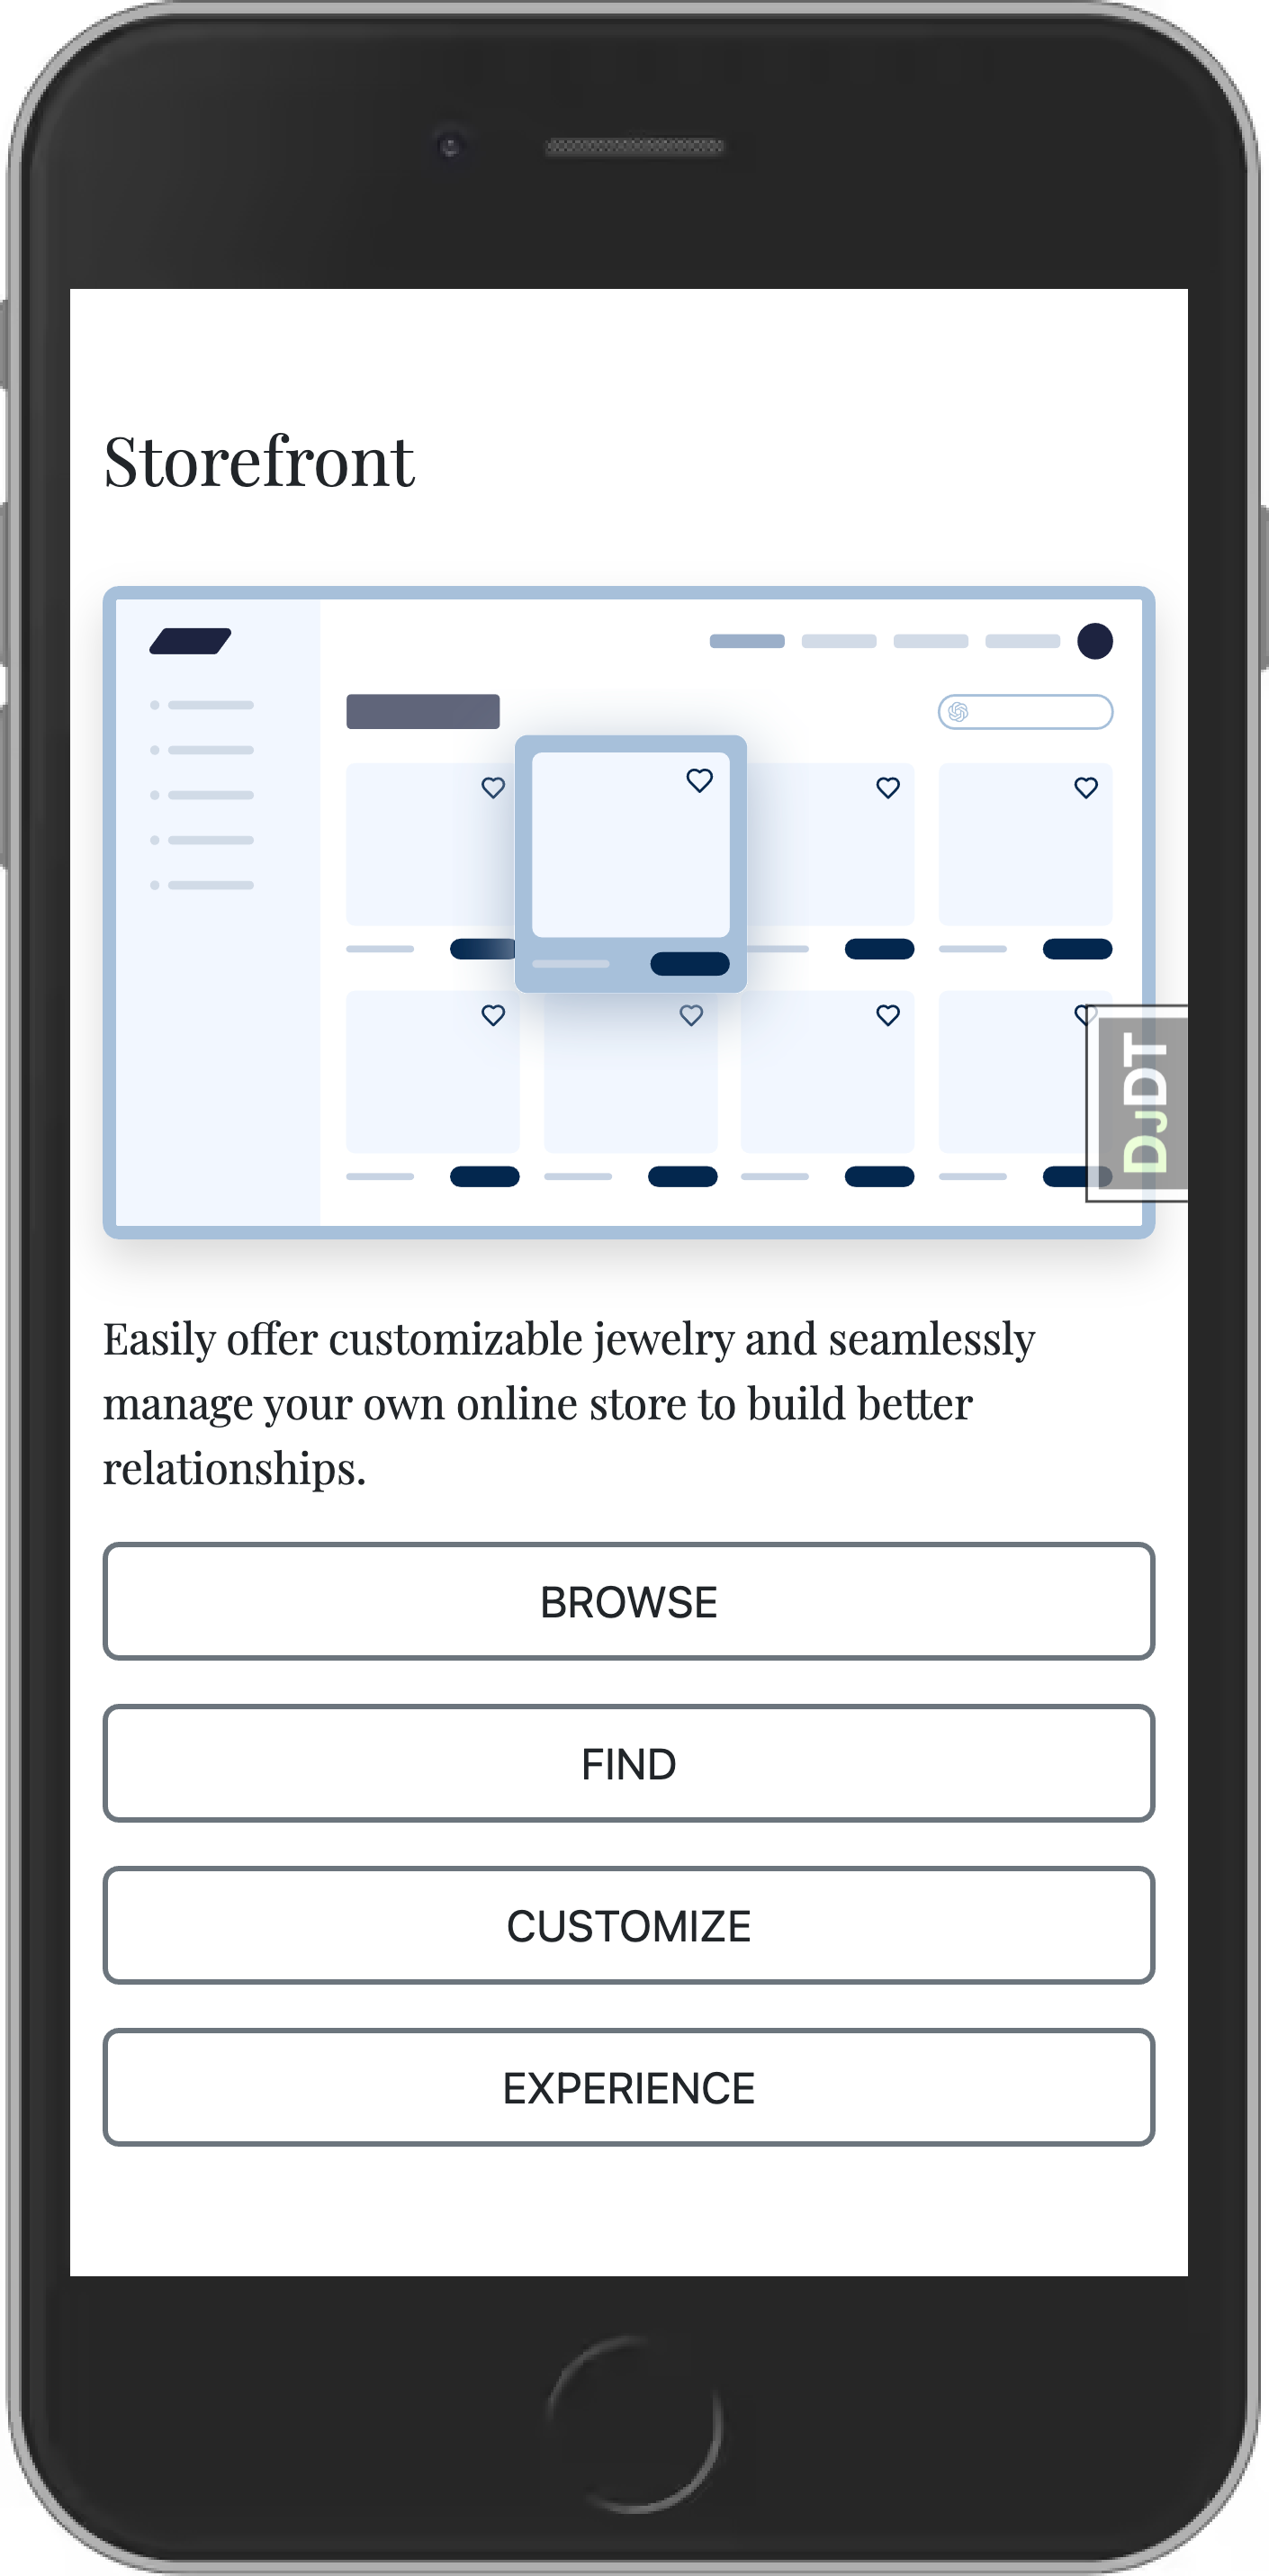 Storefront
DJDT
Easily offer customizable jewelry and seamlessly
manage your own online store to build better
relationships.
BROWSE
FIND
CUSTOMIZE
EXPERIENCE